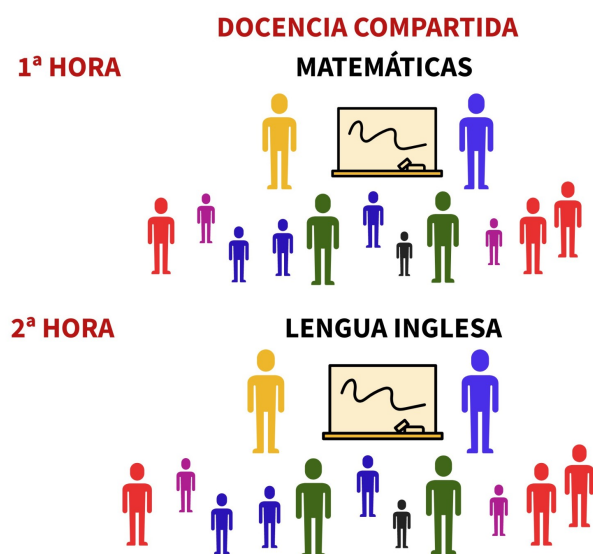 DOCENCIA COMPARTIDA
1ª HORA
MATEMÁTICAS
2ª HORA
LENGUA INGLESA